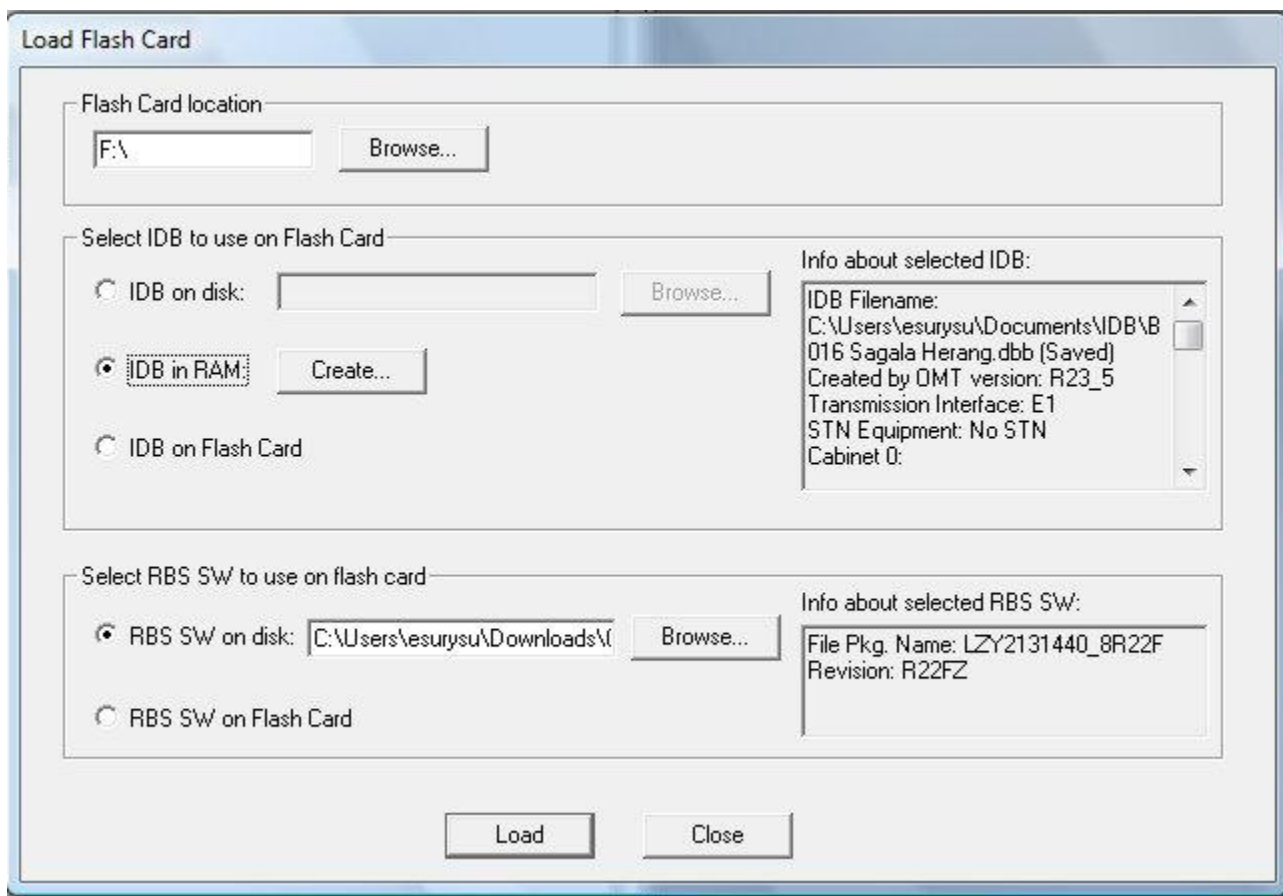 Load Flash Card
Flash Card location
F:\
Browse...
Select IDB to use on Flash Card
IDB on disk:
Browse...
IDB in RAM:
Create...
IDB on Flash Card
Info about selected IDB:
IDB Filename:
C:\Users\esurysu\Documents\IDB\B
016 Sagala Herang.dbb (Saved)
Created by OMT version: R23_5
Transmission Interface: E1
STN Equipment: No STN
Cabinet 0:
Select RBS SW to use on flash card
RBS SW on disk:
C:\Users\esurysu\Downloads\(
Browse...
RBS SW on Flash Card
Info about selected RBS SW:
File Pkg. Name: LZY2131440_8R22F
Revision: R22FZ
Load
Close